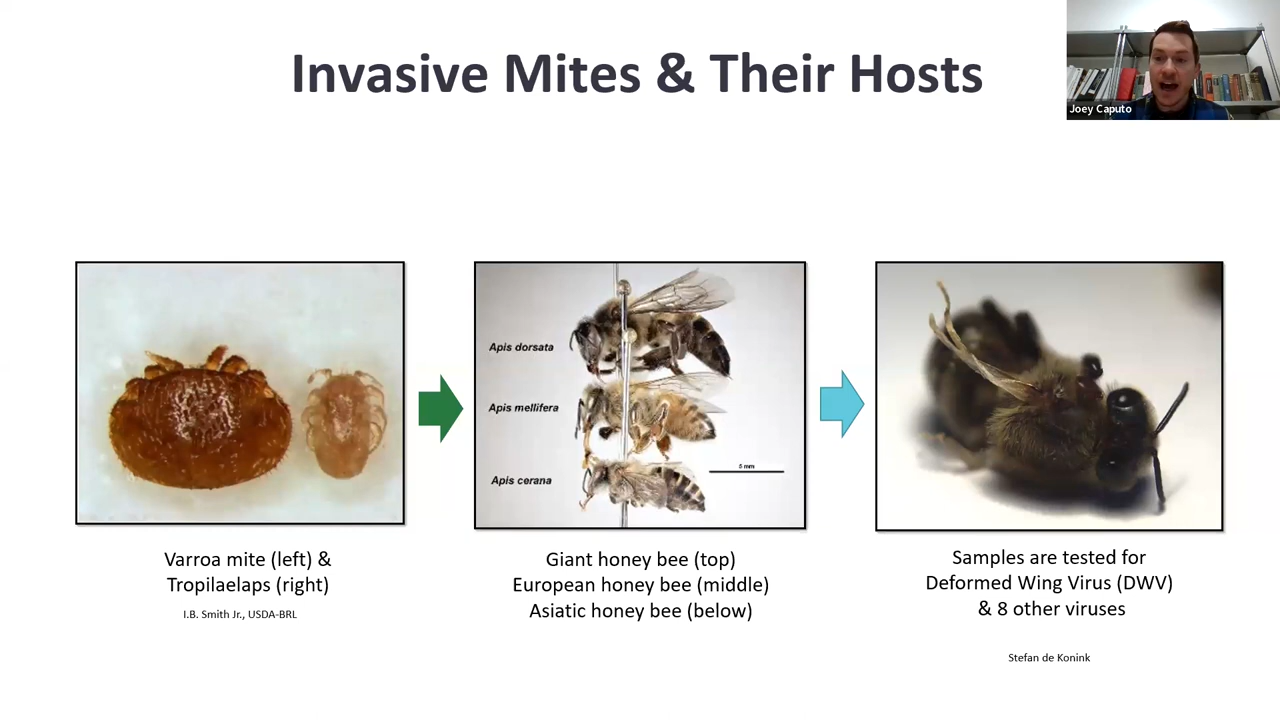 Invasive Mites & Their Hosts
Joey Caputo
Apis dorsata
Apis mellifera
Apis cerana
5 mm
Varroa mite (left) &
Tropilaelaps (right)
I.B. Smith Jr., USDA-BRL
Giant honey bee (top)
European honey bee (middle)
Asiatic honey bee (below)
Samples are tested for
Deformed Wing Virus (DWV)
& 8 other viruses
Stefan de Konink